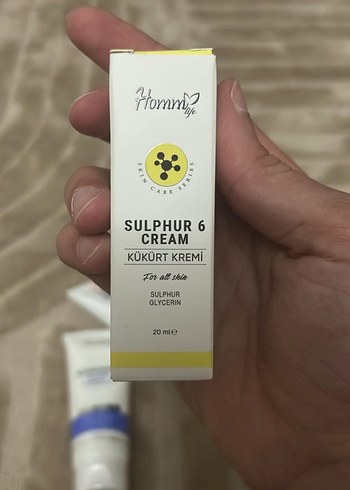 Homm
life
SKIN CARE SERIES
SULPHUR 6
CREAM
KÜKÜRT KREMİ
For all skin
SULPHUR
GLYCERIN
20 ml ℮